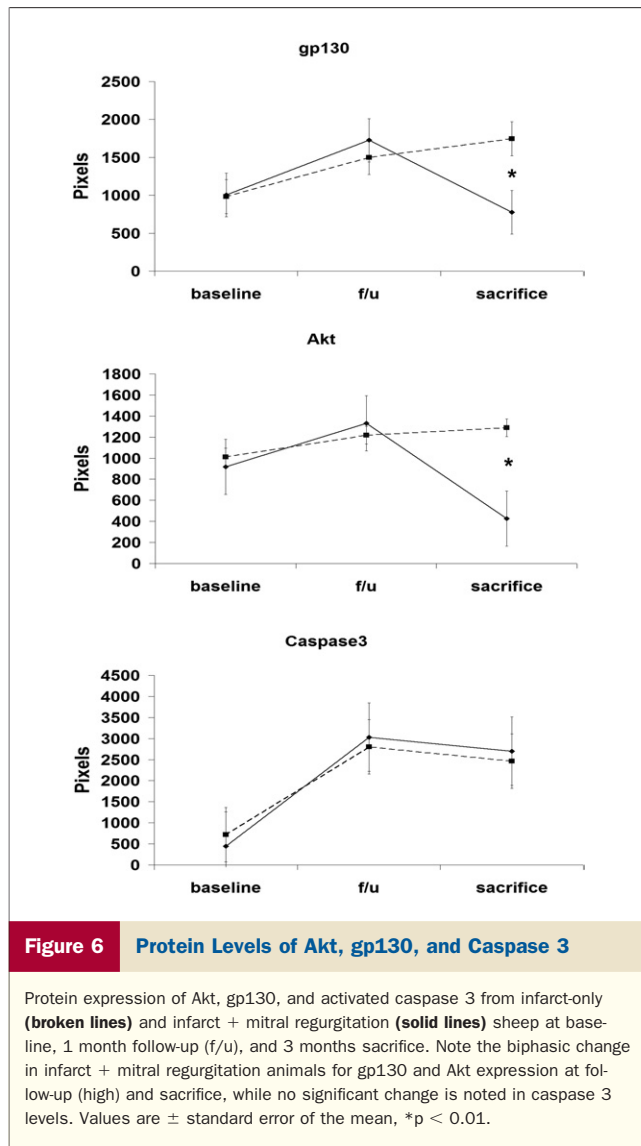 gp130
2500
2000
1500
1000
500
0
Pixels
*
baseline f/u sacrifice
Akt
1800
1600
1400
1200
1000
800
600
400
200
0
Pixels
*
baseline f/u sacrifice
Caspase3
4500
4000
3500
3000
2500
2000
1500
1000
500
0
Pixels
baseline f/u sacrifice
Figure 6 Protein Levels of Akt, gp130, and Caspase 3
Protein expression of Akt, gp130, and activated caspase 3 from infarct-only
(broken lines) and infarct + mitral regurgitation (solid lines) sheep at base-
line, 1 month follow-up (f/u), and 3 months sacrifice. Note the biphasic change
in infarct + mitral regurgitation animals for gp130 and Akt expression at fol-
low-up (high) and sacrifice, while no significant change is noted in caspase 3
levels. Values are ± standard error of the mean, *p < 0.01.